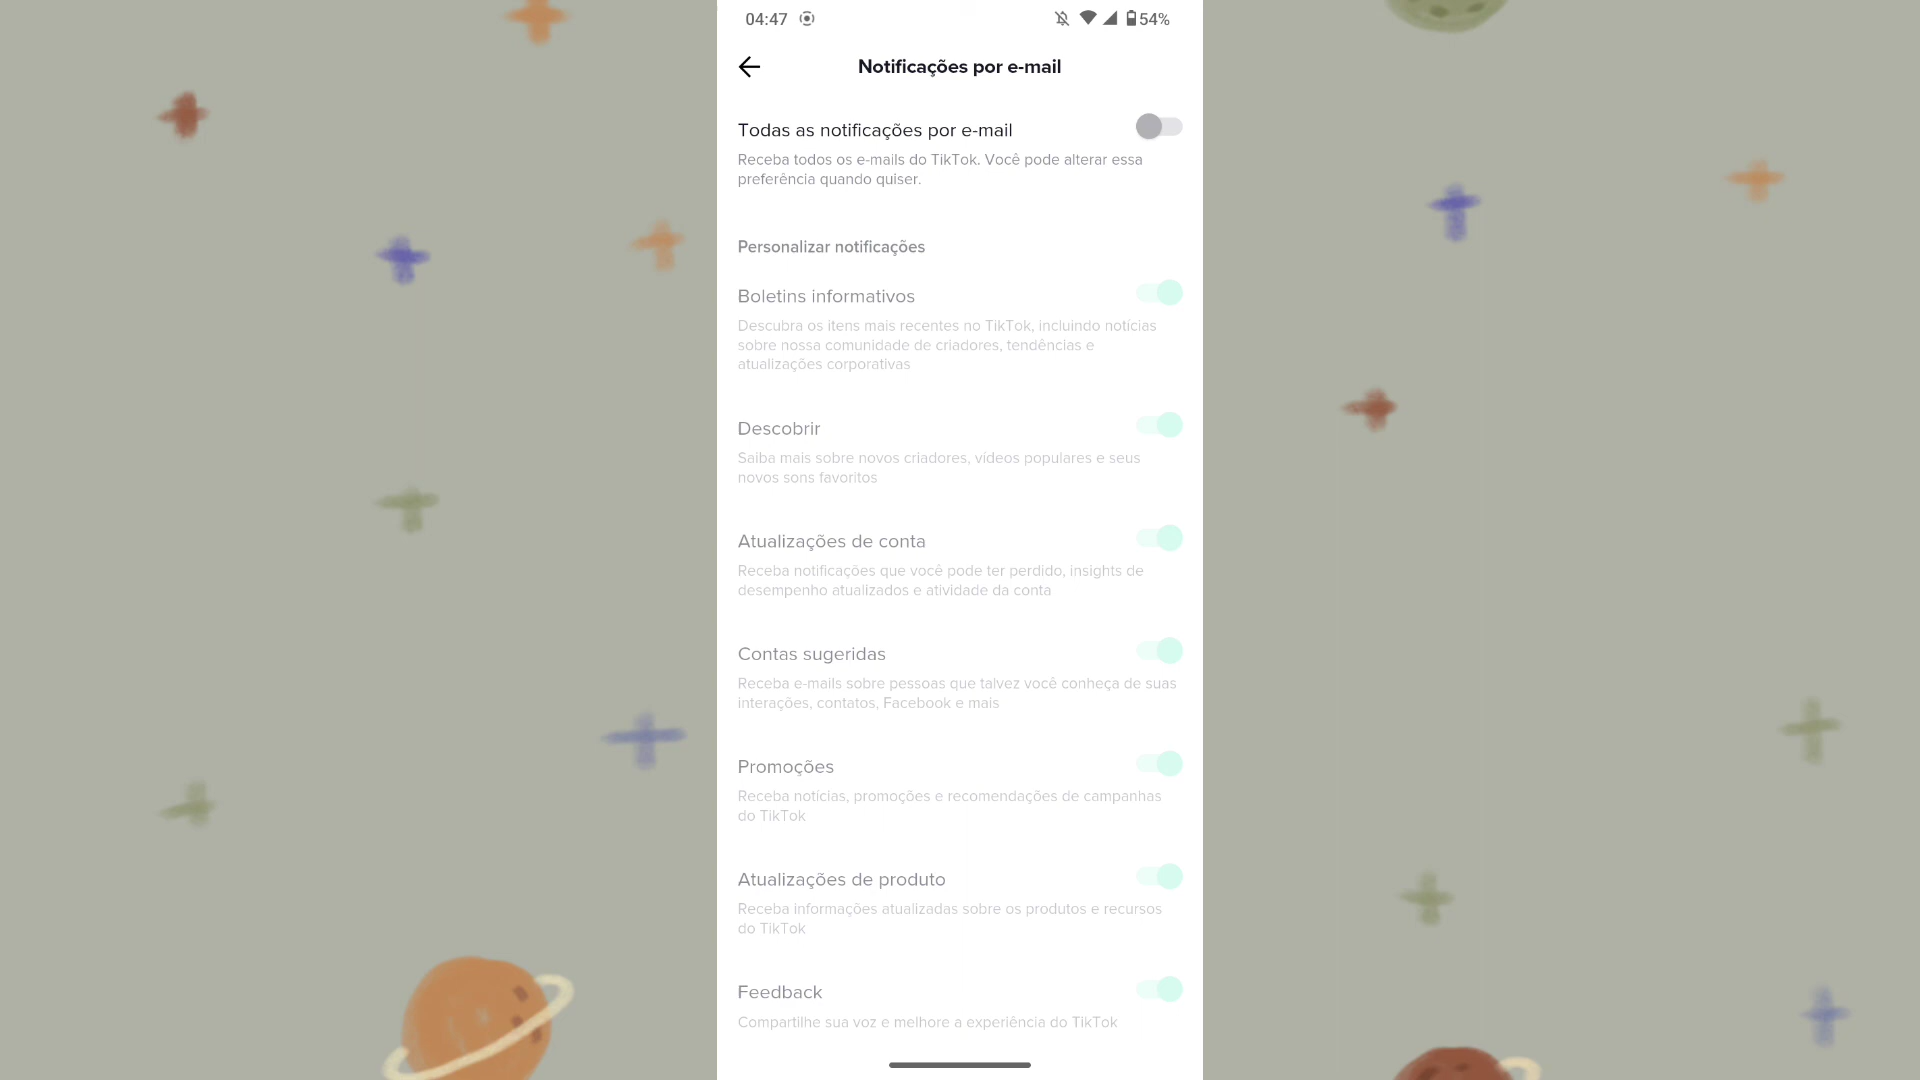 04:47 54%
Notificações por e-mail
Todas as notificações por e-mail
Receba todos os e-mails do TikTok. Você pode alterar essa
preferência quando quiser.
Personalizar notificações
Boletins informativos
Descubra os itens mais recentes no TikTok, incluindo notícias
sobre nossa comunidade de criadores, tendências e
atualizações corporativas
Descobrir
Saiba mais sobre novos criadores, vídeos populares e seus
novos sons favoritos
Atualizações de conta
Receba notificações que você pode ter perdido, insights de
desempenho atualizados e atividade da conta
Contas sugeridas
Receba e-mails sobre pessoas que talvez você conheça de suas
interações, contatos, Facebook e mais
Promoções
Receba notícias, promoções e recomendações de campanhas
do TikTok
Atualizações de produto
Receba informações atualizadas sobre os produtos e recursos
do TikTok
Feedback
Compartilhe sua voz e melhore a experiência do TikTok